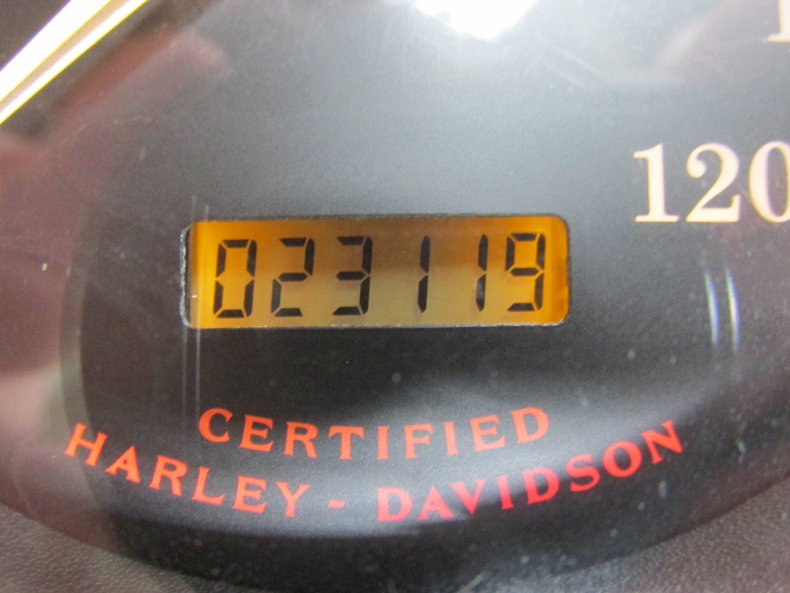 120
023119
CERTIFIED
HARLEY - DAVIDSON